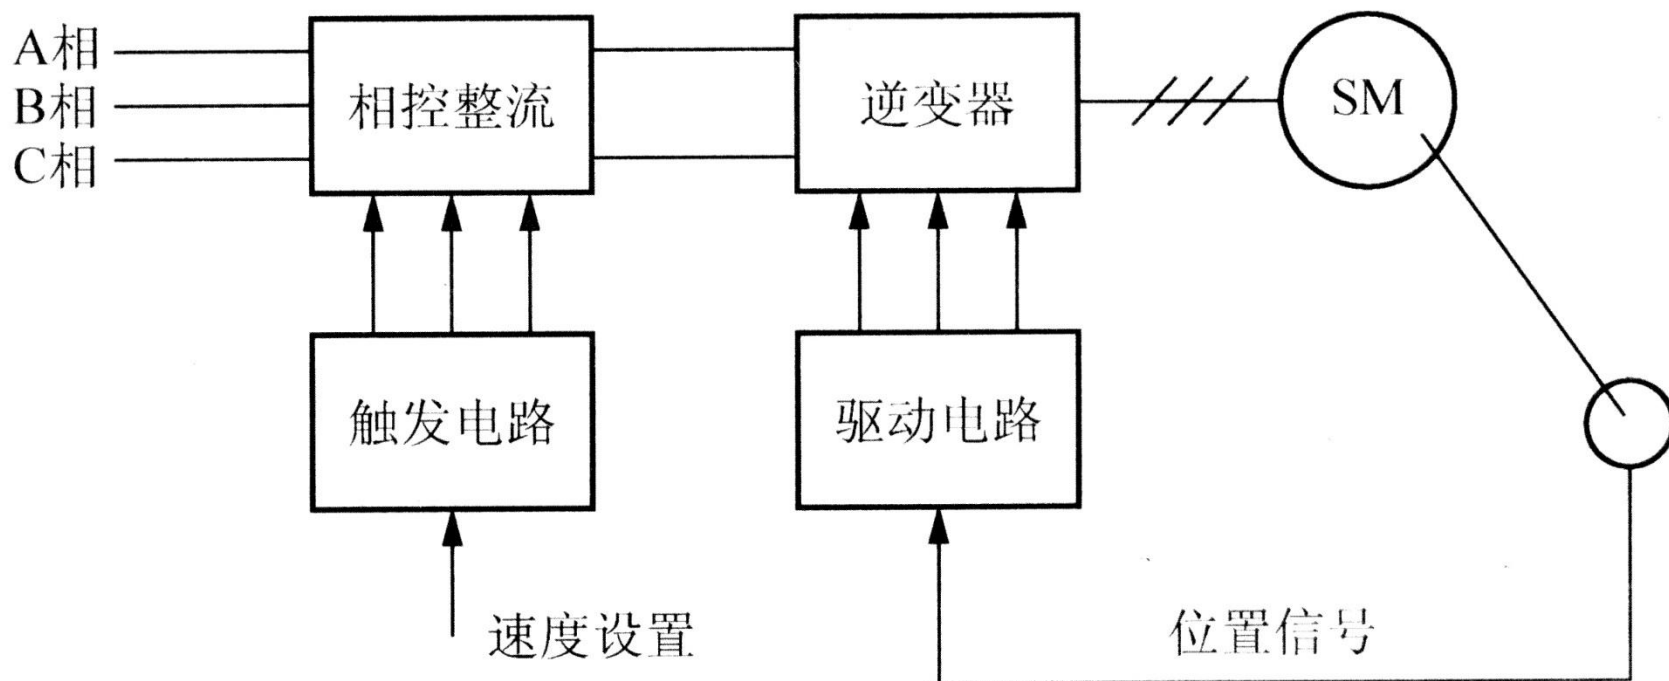 A相
B相
C相
相控整流
逆变器
SM
触发电路
驱动电路
速度设置
位置信号